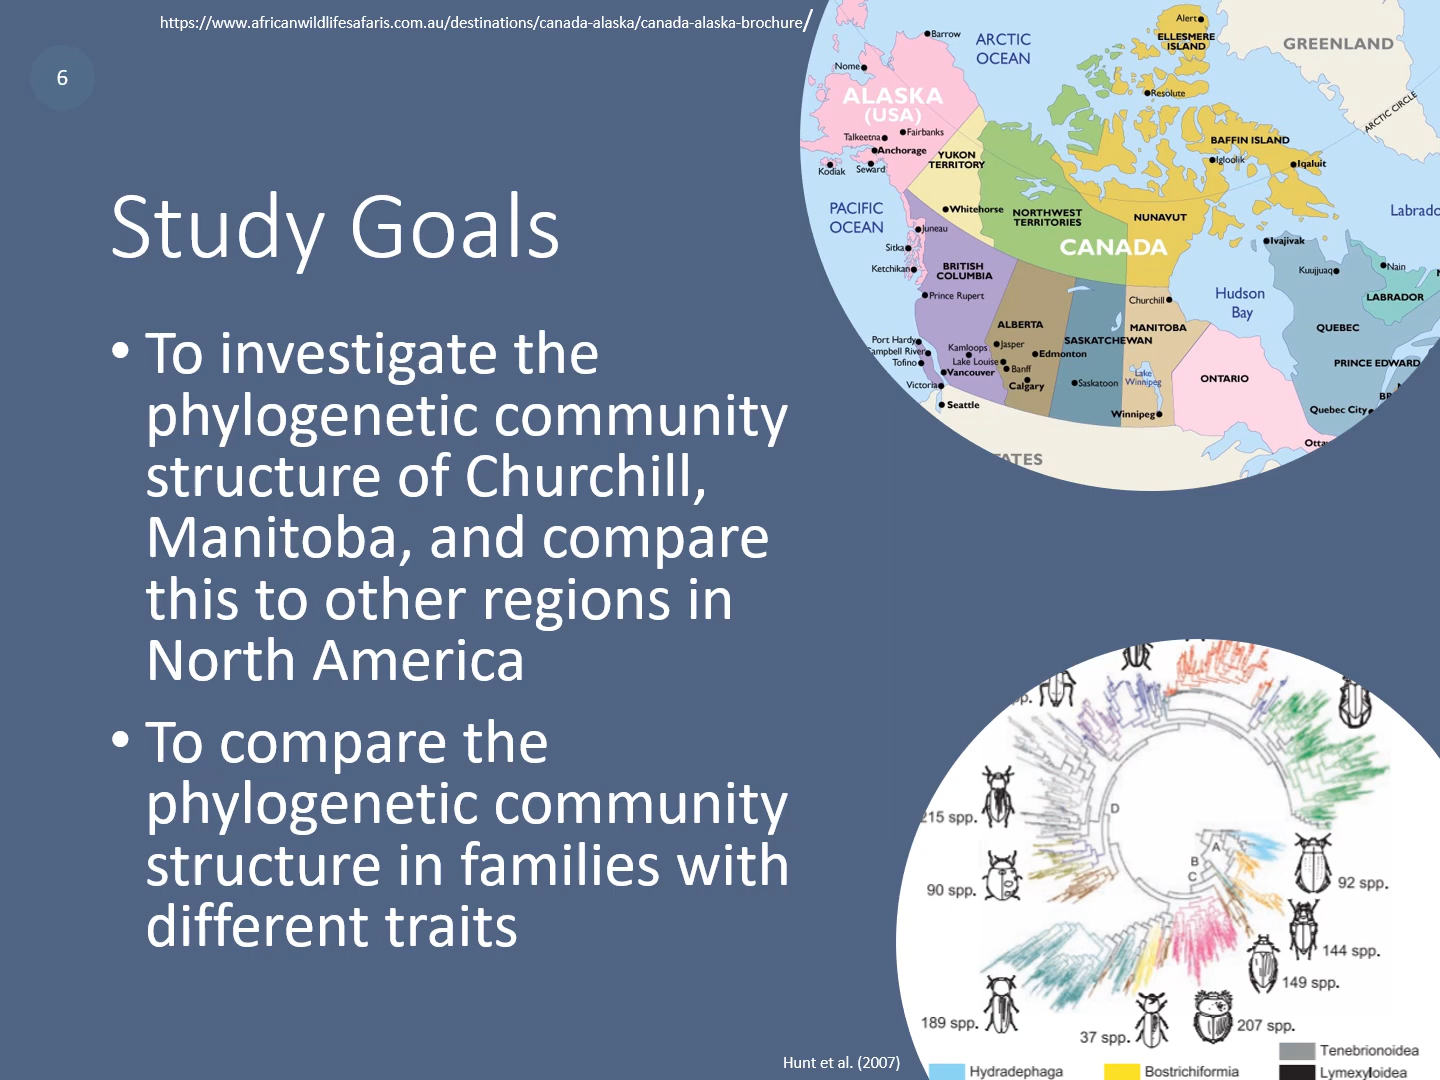 https://www.africanwildlifesafaris.com.au/destinations/canada-alaska/canada-alaska-brochure/
6
Study Goals
• To investigate the
phylogenetic community
structure of Churchill,
Manitoba, and compare
this to other regions in
North America
• To compare the
phylogenetic community
structure in families with
different traits
Alert
ELLESMERE
ISLAND
GREENLAND
Barrow
ARCTIC
OCEAN
Nome
Resolute
ALASKA
(USA)
ARCTIC CIRCLE
Talkeetna
Fairbanks
Anchorage
Kodiak
Seward
YUKON
TERRITORY
BAFFIN ISLAND
Igloolik
Iqaluit
PACIFIC
OCEAN
Whitehorse
NORTHWEST
TERRITORIES
NUNAVUT
Labrado
CANADA
Juneau
Sitka
Ketchikan
Ivajivak
Kuujjuaq
Nain
BRITISH
COLUMBIA
Prince Rupert
Churchill
Hudson
Bay
LABRADOR
ALBERTA
SASKATCHEWAN
MANITOBA
QUEBEC
Port Hardy
Campbell River
Tofino
Kamloops
Jasper
Lake Louise
Edmonton
Banff
Vancouver
Calgary
Victoria
Saskatoon
Lake
Winnipeg
ONTARIO
PRINCE EDWARD
Seattle
Winnipeg
Quebec City
Otta
TATES
pp.
D
215 spp.
A
B
C
90 spp.
92 spp.
144 spp.
149 spp.
189 spp.
37 spp.
207 spp.
Hunt et al. (2007)
Hydradephaga
Bostrichiformia
Tenebrionoidea
Lymexyloidea